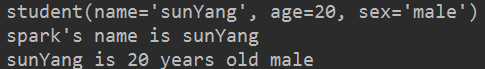 student(name='sunYang', age=20, sex='male')
spark's name is sunYang
sunYang is 20 years old male